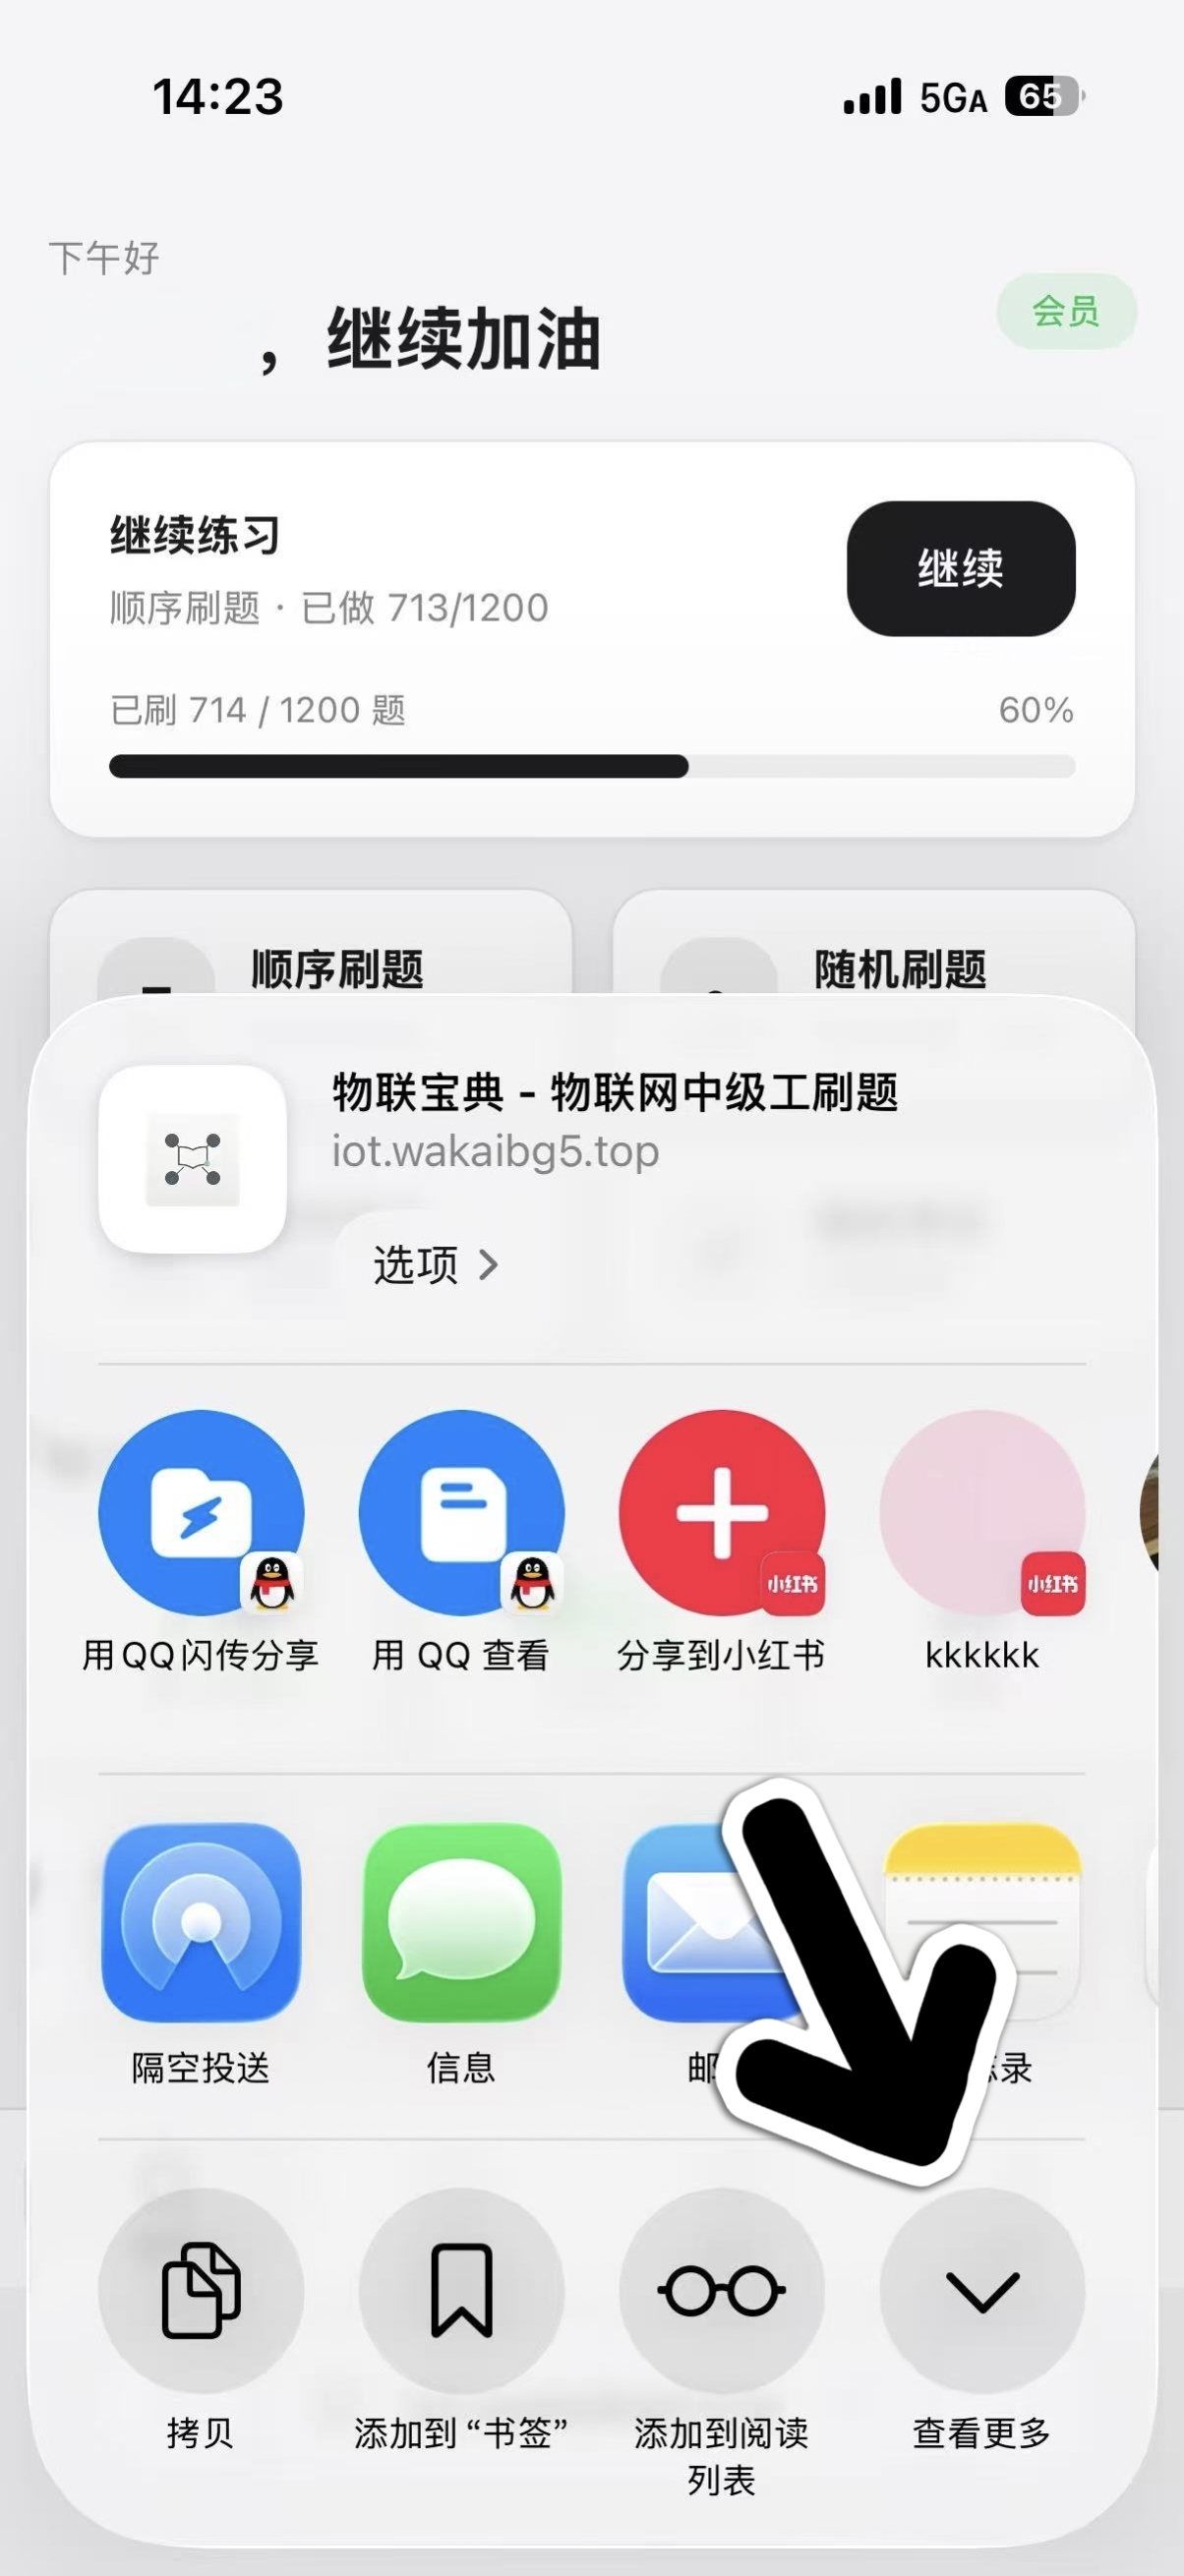 14:23
5GA 65
下午好
，继续加油
会员
继续练习
顺序刷题 · 已做 713/1200
继续
已刷 714 / 1200 题
60%
顺序刷题
随机刷题
物联宝典 - 物联网中级工刷题
iot.wakaibg5.top
选项
小红书
小红书
用QQ闪传分享
用 QQ 查看
分享到小红书
kkkkkk
隔空投送
信息
邮
录
拷贝
添加到“书签”
添加到阅读
列表
查看更多